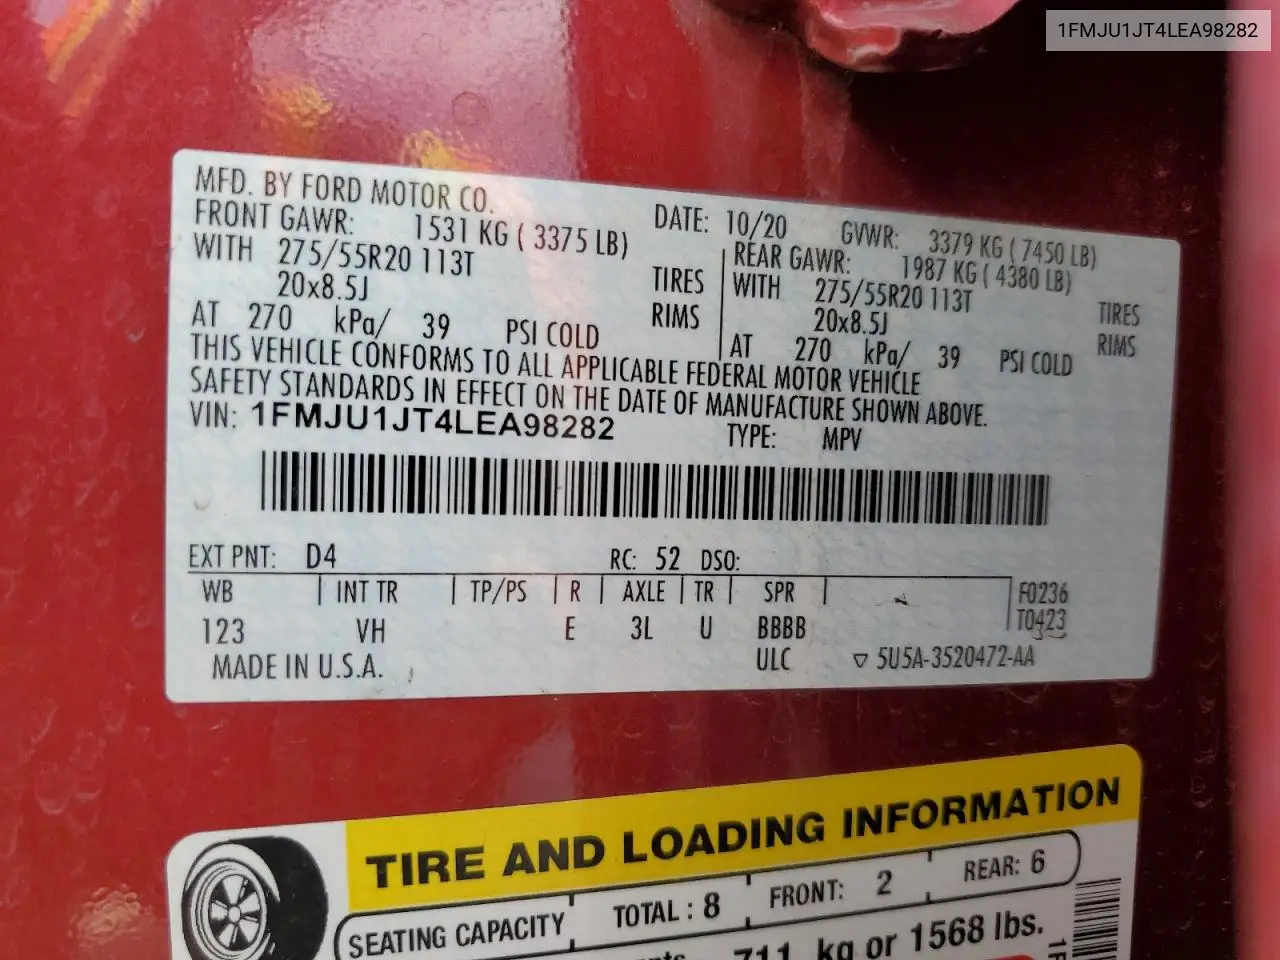 1FMJU1JT4LEA98282
MFD. BY FORD MOTOR CO.
DATE: 10/20 GVWR: 3379 KG ( 7450 LB)
FRONT GAWR: 1531 KG ( 3375 LB)
REAR GAWR: 1987 KG ( 4380 LB)
WITH 275/55R20 113T TIRES
WITH 275/55R20 113T TIRES
20x8.5J RIMS
20x8.5J RIMS
AT 270 kPa/ 39 PSI COLD
AT 270 kPa/ 39 PSI COLD
THIS VEHICLE CONFORMS TO ALL APPLICABLE FEDERAL MOTOR VEHICLE
SAFETY STANDARDS IN EFFECT ON THE DATE OF MANUFACTURE SHOWN ABOVE.
VIN: 1FMJU1JT4LEA98282 TYPE: MPV
EXT PNT: D4 RC: 52 DSO:
WB INT TR TP/PS R AXLE TR SPR F0236
T0423
123 VH E 3L U BBBB
MADE IN U.S.A. ULC ▽ 5U5A-3520472-AA
TIRE AND LOADING INFORMATION
SEATING CAPACITY TOTAL : 8 FRONT: 2 REAR: 6
711 kg or 1568 lbs.